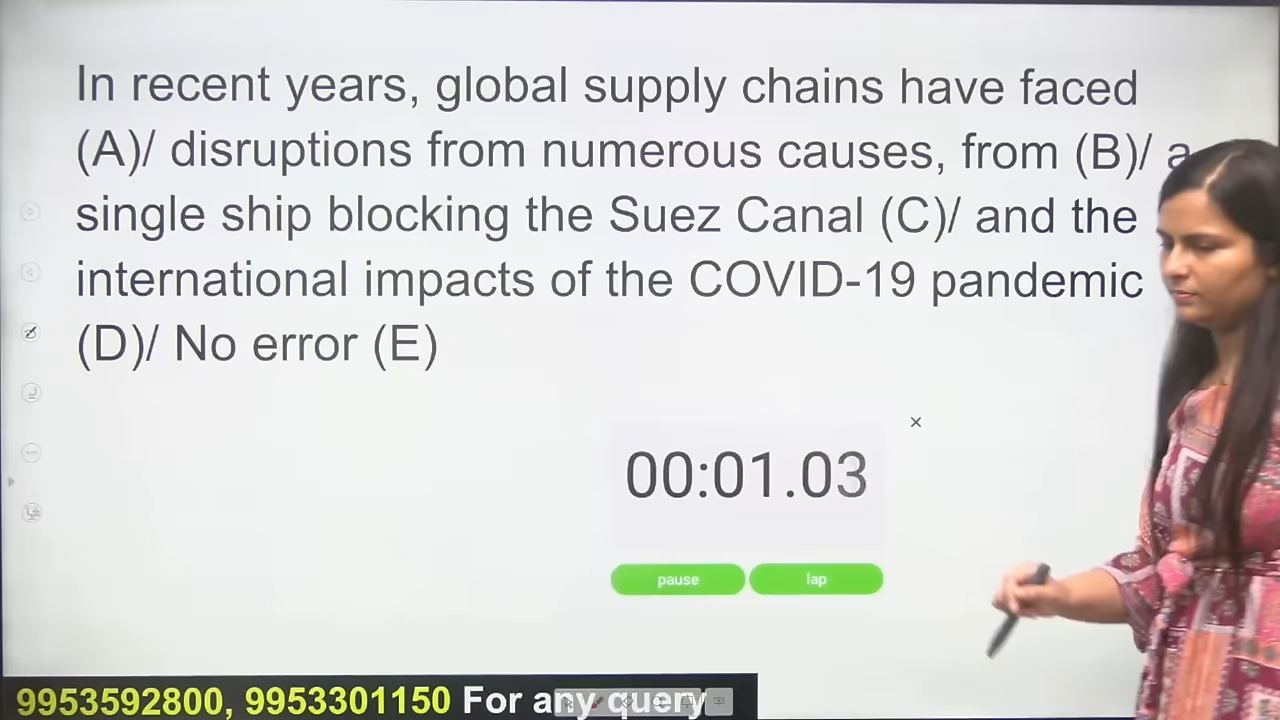 In recent years, global supply chains have faced
(A)/ disruptions from numerous causes, from (B)/ a
single ship blocking the Suez Canal (C)/ and the
international impacts of the COVID-19 pandemic
(D)/ No error (E)
×
00:01.03
pause lap
9953592800, 9953301150 For any query